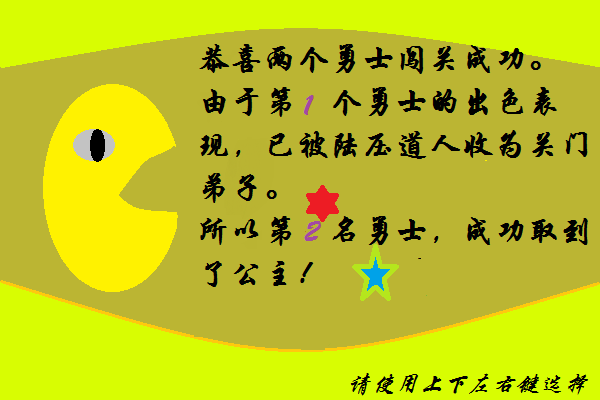 恭喜两个勇士闯关成功。
由于第1个勇士的出色表
现，已被陆压道人收为关门
弟子。
所以第2名勇士，成功取到
了公主！
请使用上下左右键选择